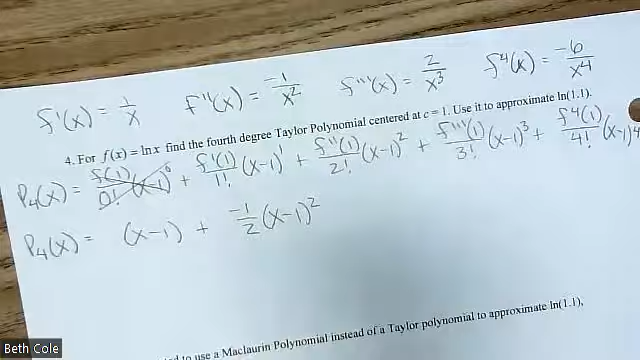 f'(x) = 1/x f''(x) = -1/x² f'''(x) = 2/x³ f⁴(x) = -6/x⁴
4. For f(x) = ln x find the fourth degree Taylor Polynomial centered at c = 1. Use it to approximate ln(1.1).
P₄(x) = f(1)/0! (x-1)⁰ + f'(1)/1! (x-1)¹ + f''(1)/2! (x-1)² + f'''(1)/3! (x-1)³ + f⁴(1)/4! (x-1)⁴
P₄(x) = (x-1) + -1/2 (x-1)²
to use a Maclaurin Polynomial instead of a Taylor polynomial to approximate ln(1.1),
Beth Cole